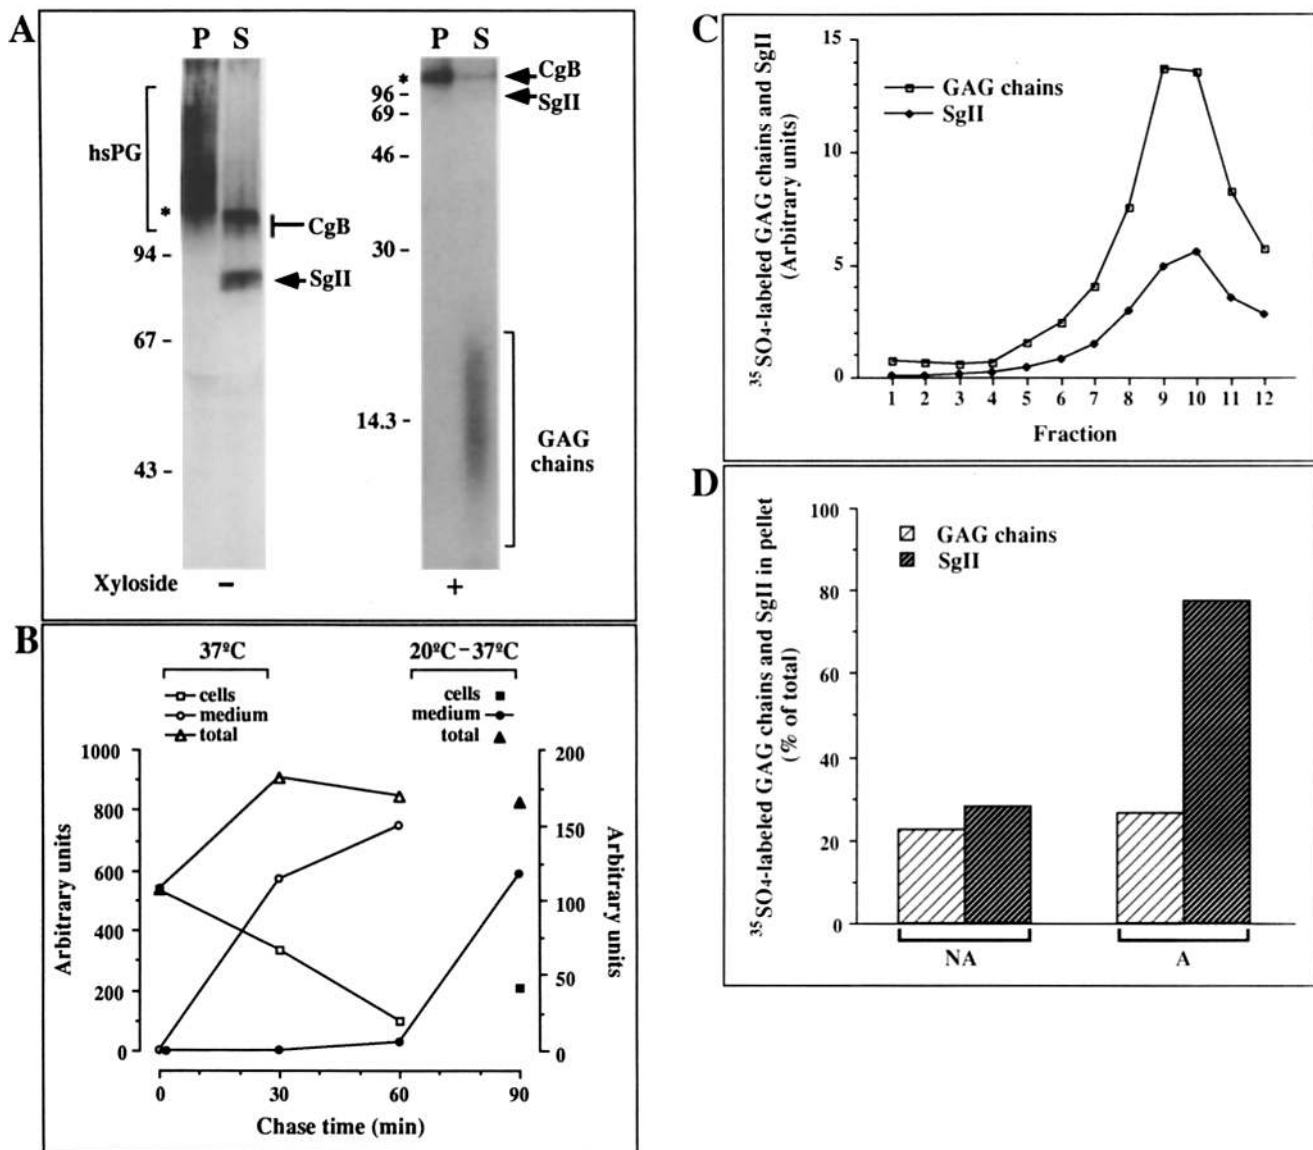 A
P S
hsPG
*
94 –
67 –
43 –
CgB
SgII
P S
*
96 –
69 –
46 –
30 –
14.3 –
CgB
SgII
GAG
chains
Xyloside – +
B
37ºC
cells
medium
total
20ºC–37ºC
cells
medium
total
1000
800
600
400
200
0
Arbitrary units
200
150
100
50
0
Arbitrary units
0 30 60 90
Chase time (min)
C
³⁵SO₄-labeled GAG chains and SgII
(Arbitrary units)
15
10
5
0
GAG chains
SgII
1 2 3 4 5 6 7 8 9 10 11 12
Fraction
D
³⁵SO₄-labeled GAG chains and SgII in pellet
(% of total)
100
80
60
40
20
0
GAG chains
SgII
NA A